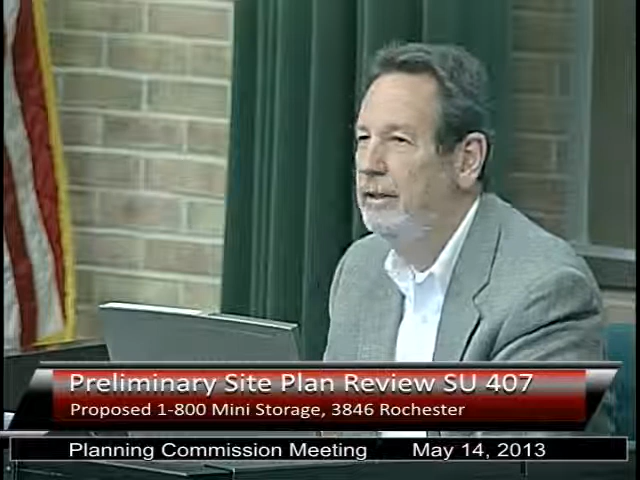 Preliminary Site Plan Review SU 407
Proposed 1-800 Mini Storage, 3846 Rochester
Planning Commission Meeting May 14, 2013